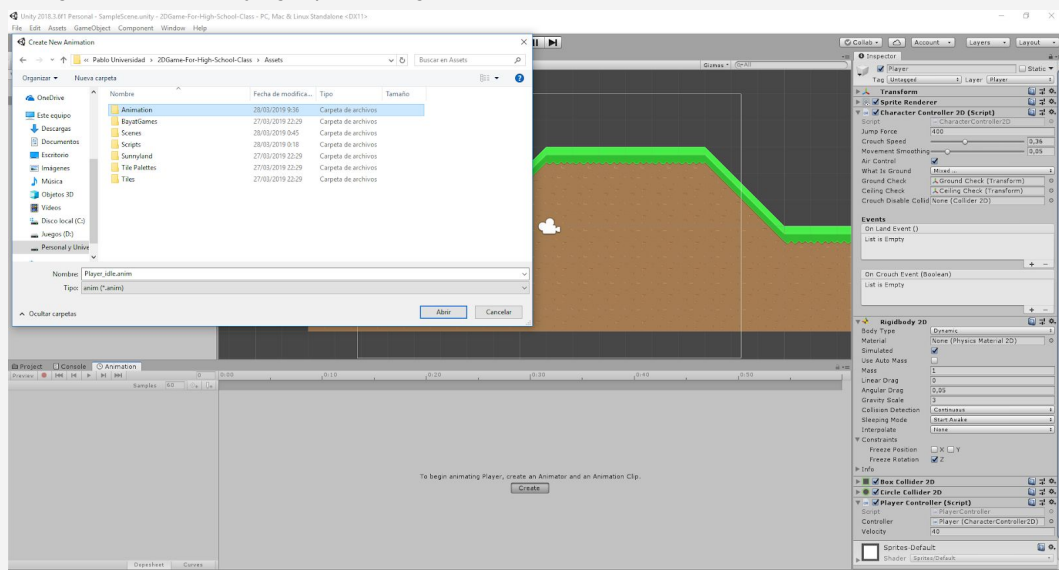 Unity 2018.3.8f1 Personal - SampleScene.unity - 2DGame-For-High-School-Class - PC, Mac & Linux Standalone <DX11>
File Edit Assets GameObject Component Window Help
Create New Animation
« Pablo Universidad > 2DGame-For-High-School-Class > Assets
Buscar en Assets
Organizar Nueva carpeta
Nombre Fecha de modifica... Tipo Tamaño
OneDrive
Este equipo
Descargas
Documentos
Escritorio
Imágenes
Música
Objetos 3D
Vídeos
Disco local (C:)
Juegos (D:)
Personal y Unive
Animation 28/03/2019 9:36 Carpeta de archivos
BayatGames 27/03/2019 22:29 Carpeta de archivos
Scenes 28/03/2019 0:45 Carpeta de archivos
Scripts 28/03/2019 0:18 Carpeta de archivos
Sunnyland 27/03/2019 22:29 Carpeta de archivos
Tile Palettes 27/03/2019 22:29 Carpeta de archivos
Tiles 27/03/2019 22:29 Carpeta de archivos
Nombre: Player_idle.anim
Tipo: anim (*.anim)
Ocultar carpetas
Abrir Cancelar
Collab Account Layers Layout
Gizmos All
Inspector
Player Static
Tag Untagged Layer Player
Transform
Sprite Renderer
Character Controller 2D (Script)
Script CharacterController2D
Jump Force 400
Crouch Speed 0,36
Movement Smoothing 0,05
Air Control
What Is Ground Mixed ...
Ground Check Ground Check (Transform)
Ceiling Check Ceiling Check (Transform)
Crouch Disable Collid None (Collider 2D)
Events
On Land Event ()
List is Empty
On Crouch Event (Boolean)
List is Empty
Rigidbody 2D
Body Type Dynamic
Material None (Physics Material 2D)
Simulated
Use Auto Mass
Mass 1
Linear Drag 0
Angular Drag 0,05
Gravity Scale 3
Collision Detection Continuous
Sleeping Mode Start Awake
Interpolate None
Constraints
Freeze Position X Y
Freeze Rotation Z
Info
Box Collider 2D
Circle Collider 2D
Player Controller (Script)
Script PlayerController
Controller Player (CharacterController2D)
Velocity 40
Sprites-Default
Shader Sprites/Default
Project Console Animation
Preview 0 0:00 0:10 0:20 0:30 0:40 0:50
Samples 60
To begin animating Player, create an Animator and an Animation Clip.
Create
Dopesheet Curves